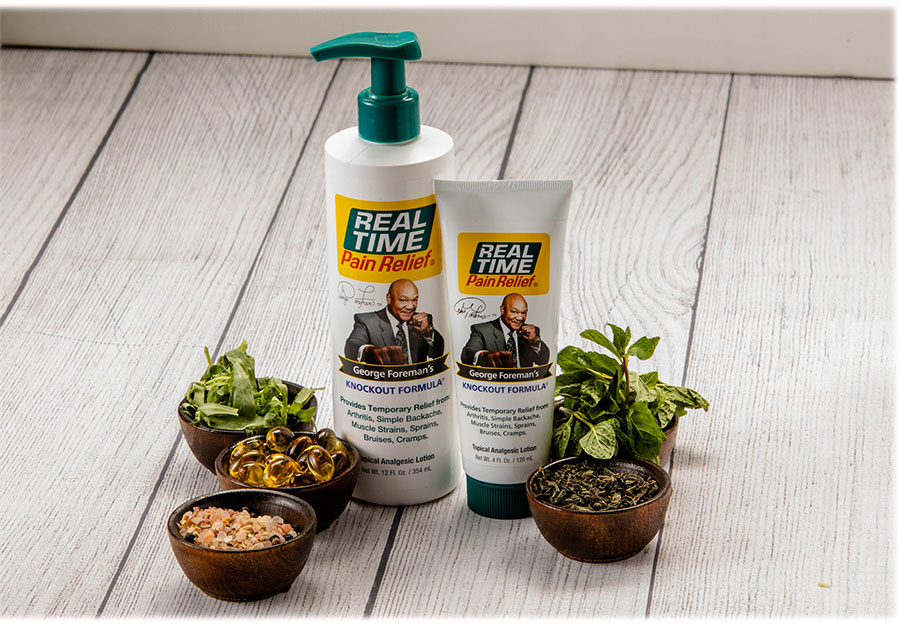 REAL
TIME
Pain Relief®
George Foreman's
KNOCKOUT FORMULA®
Provides Temporary Relief from:
Arthritis, Simple Backache,
Muscle Strains, Sprains,
Bruises, Cramps.
Topical Analgesic Lotion
Net Wt. 12 Fl. Oz. / 354 mL
REAL
TIME
Pain Relief®
George Foreman's
KNOCKOUT FORMULA®
Provides Temporary Relief from:
Arthritis, Simple Backache,
Muscle Strains, Sprains,
Bruises, Cramps.
Topical Analgesic Lotion
Net Wt. 4 Fl. Oz. / 120 mL